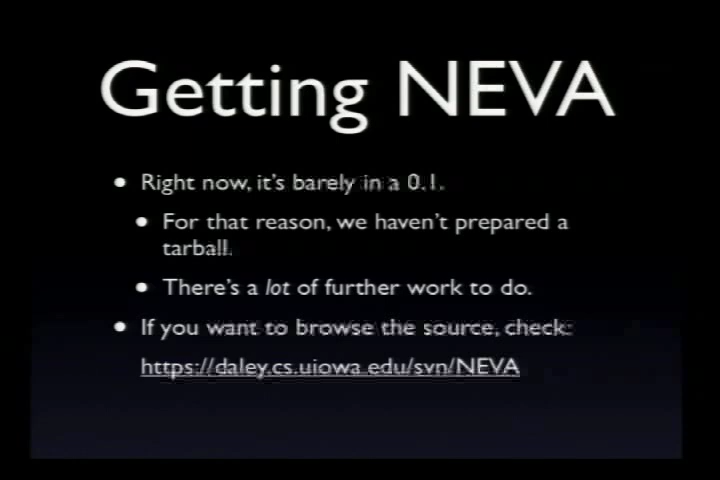 Getting NEVA
• Right now, it's barely in a 0.1.
• For that reason, we haven't prepared a
tarball.
• There's a lot of further work to do.
• If you want to browse the source, check:
https://daley.cs.uiowa.edu/svn/NEVA